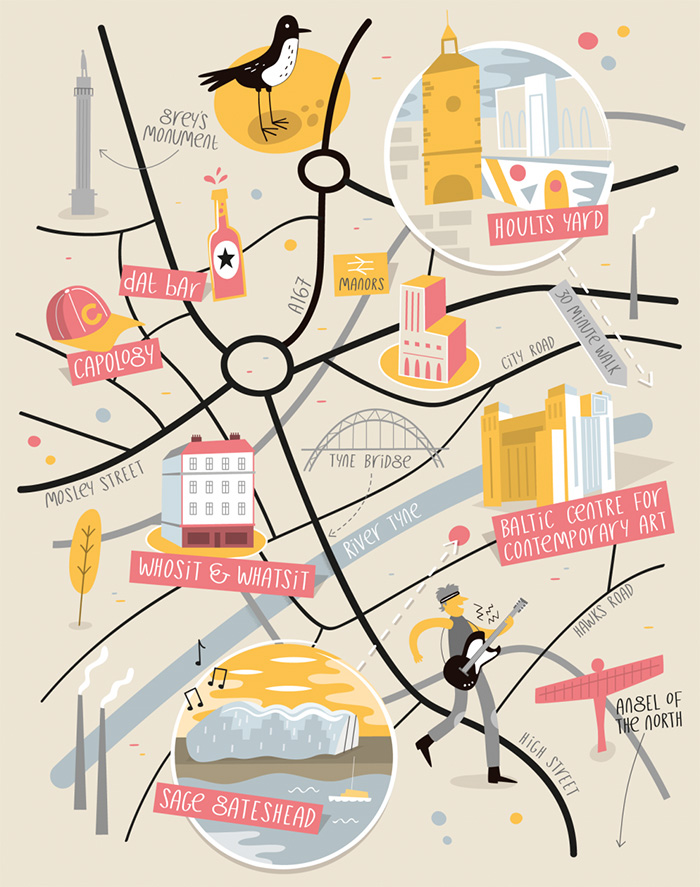 GREY'S
MONUMENT
HOULTS YARD
dAt bAr
A167
MANORS
CAPOLOGY
C
30 MINUTE WALK
CITY ROAD
MOSLEY STREET
TYNE BRIDGE
RIVER TYNE
BALTIC CENTRE FOR
CONTEMPORARY ART
WHOSIT & WHATSIT
HAWKS ROAD
ANGEL OF
THE NORTH
HIGH STREET
SAGE GATESHEAD